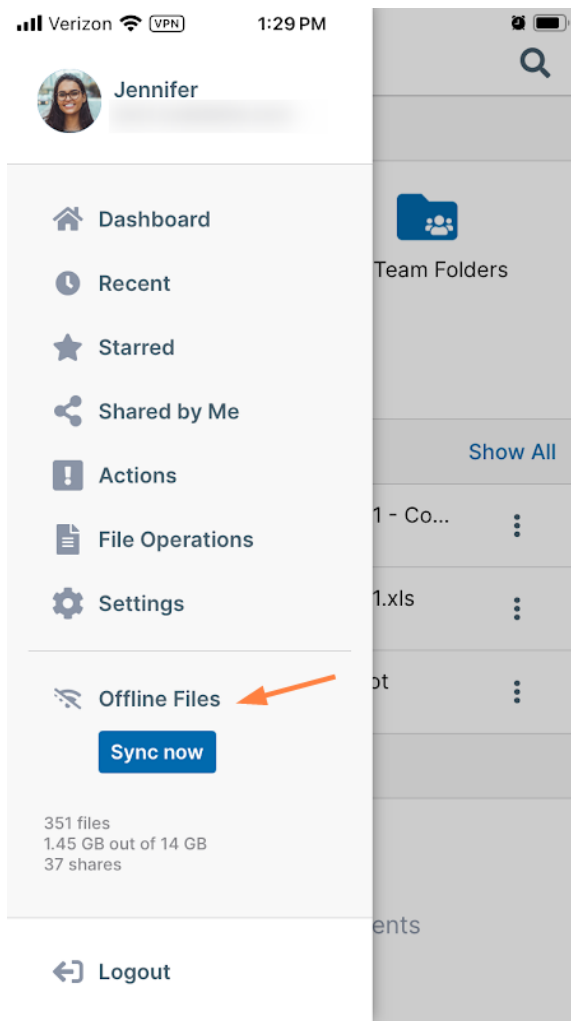 Verizon VPN 1:29 PM
Jennifer
Dashboard
Recent
Starred
Shared by Me
Actions
File Operations
Settings
Offline Files
Sync now
351 files
1.45 GB out of 14 GB
37 shares
Logout
Team Folders
Show All
1 - Co...
1.xls
ot
ents